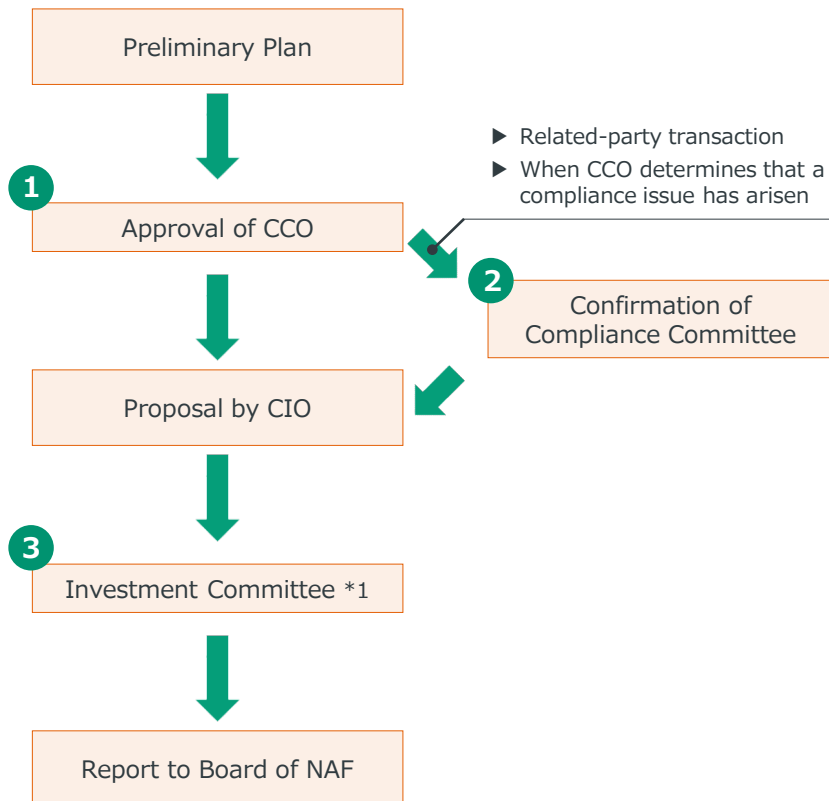 Preliminary Plan
▶ Related-party transaction
▶ When CCO determines that a
compliance issue has arisen
1
Approval of CCO
2
Confirmation of
Compliance Committee
Proposal by CIO
3
Investment Committee *1
Report to Board of NAF